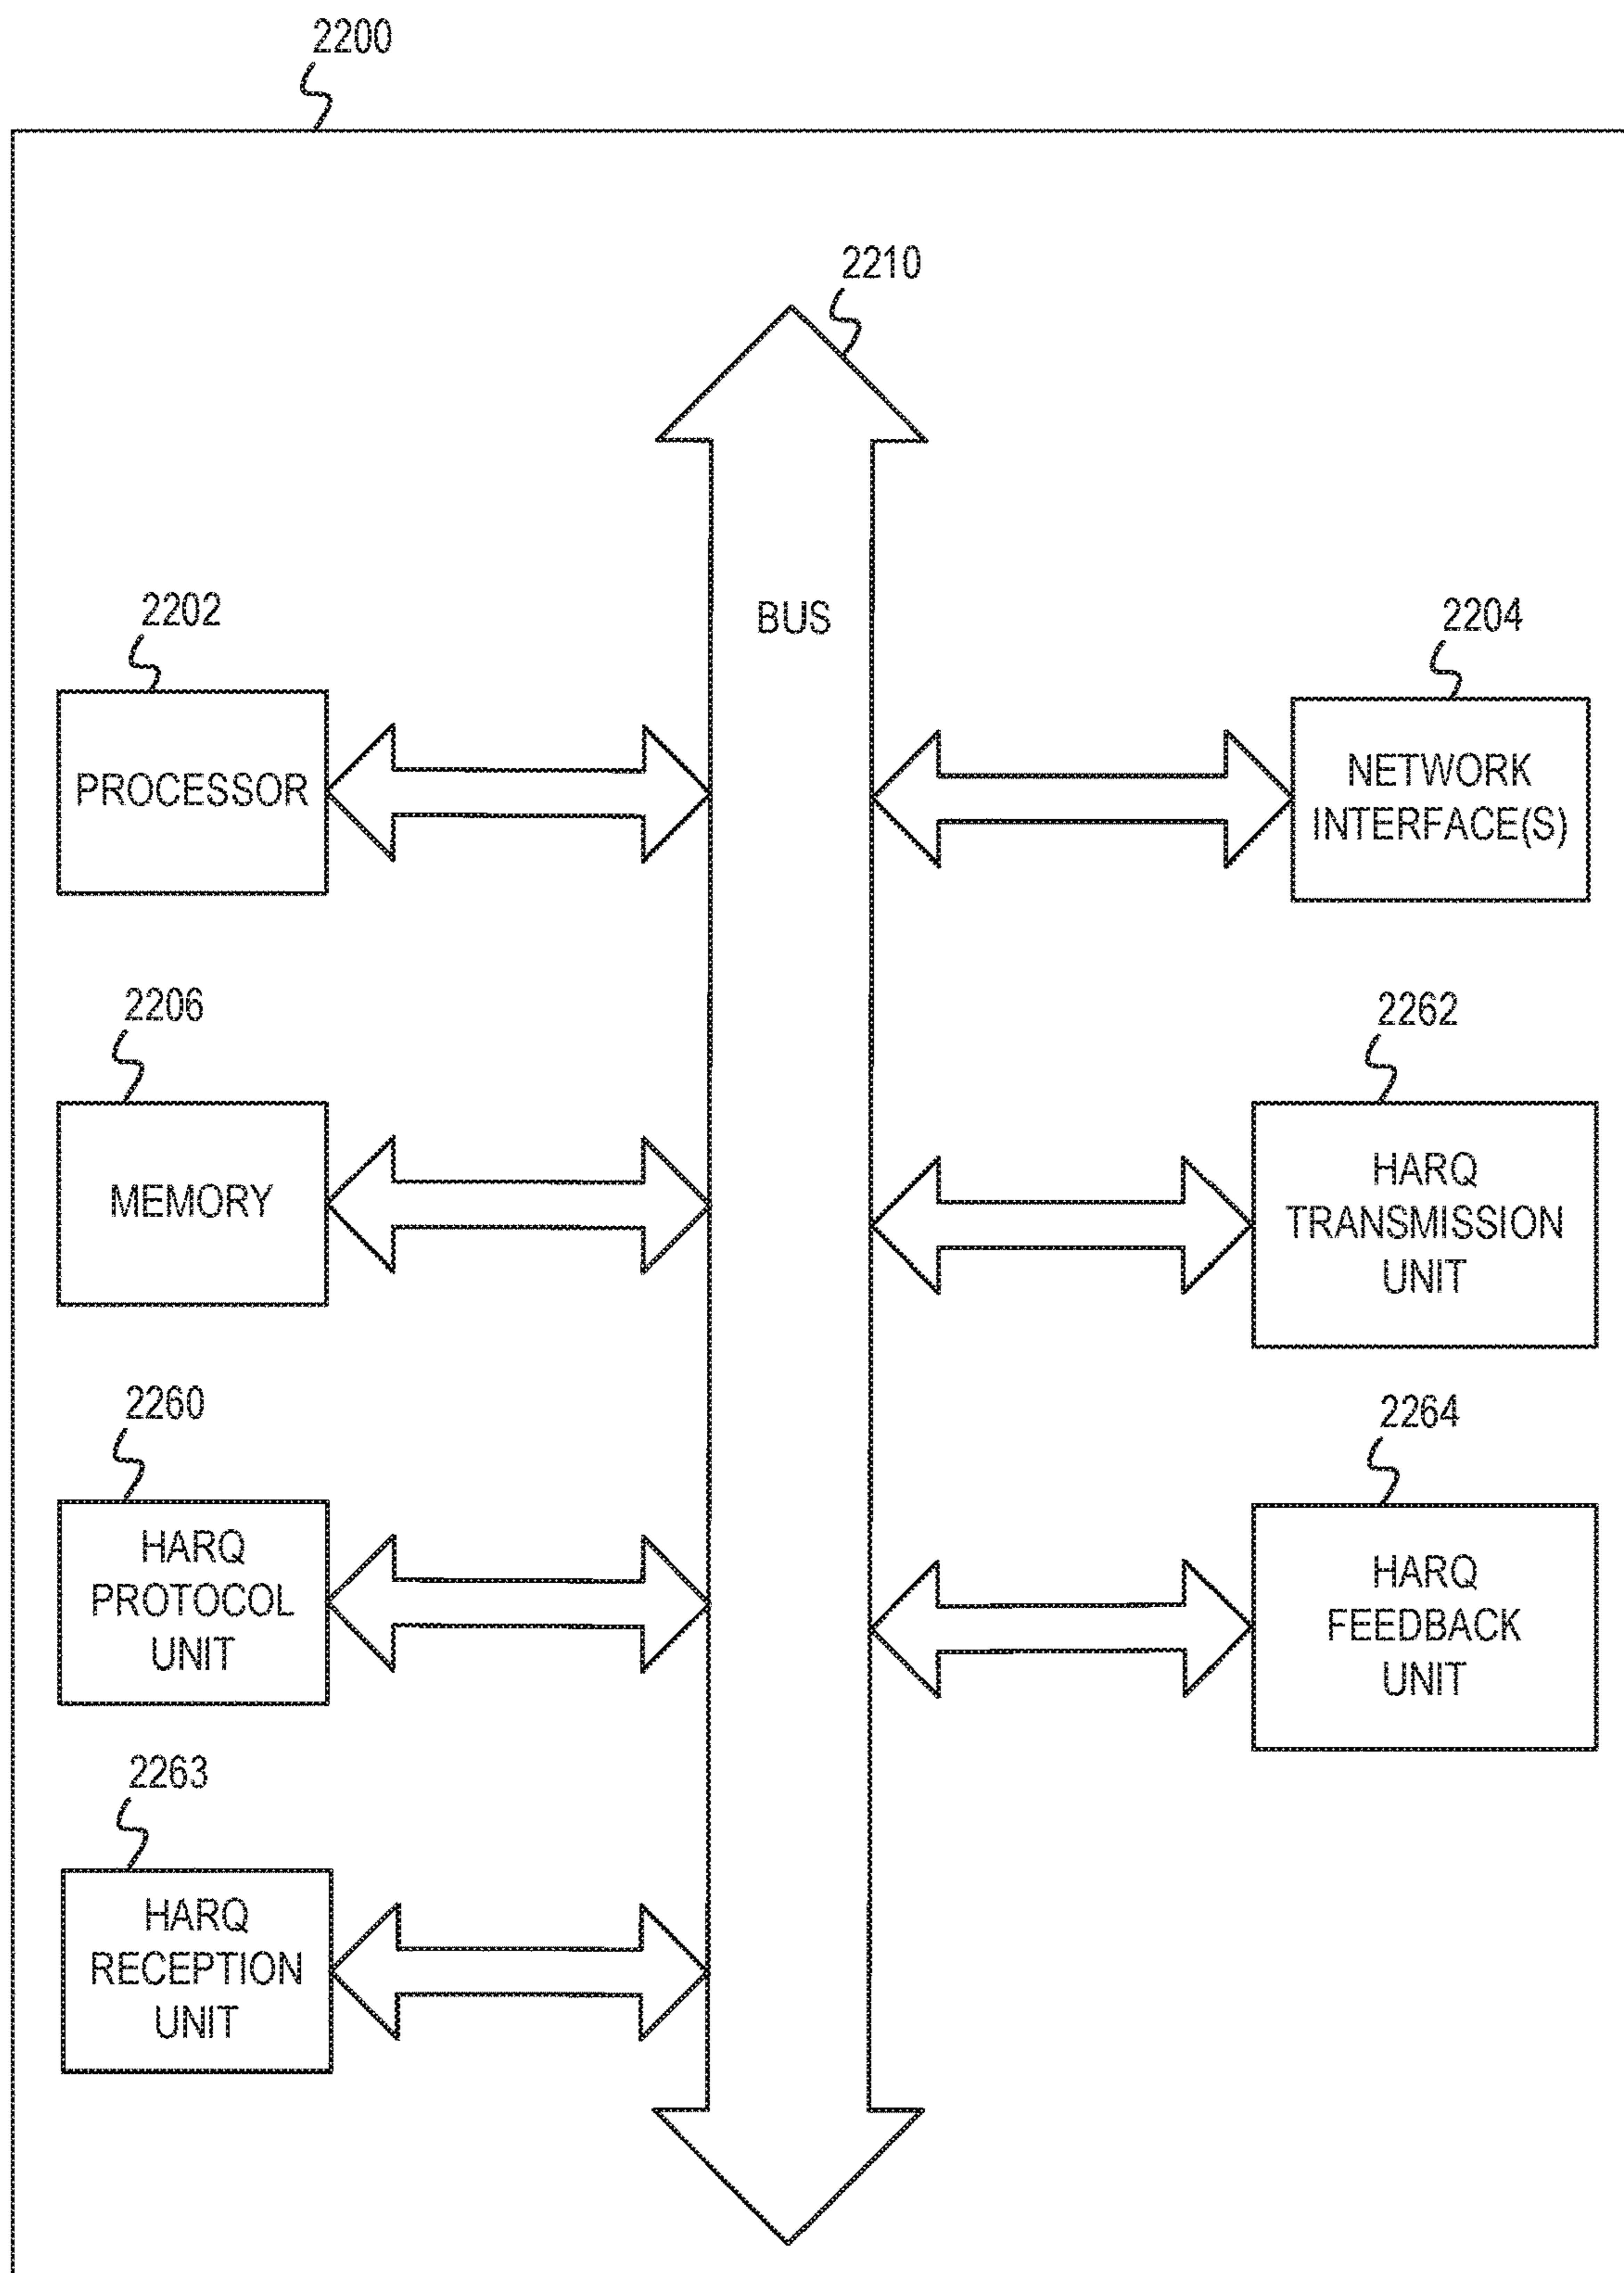 2200
2210
BUS
2202
PROCESSOR
2204
NETWORK
INTERFACE(S)
2206
MEMORY
2262
HARQ
TRANSMISSION
UNIT
2260
HARQ
PROTOCOL
UNIT
2264
HARQ
FEEDBACK
UNIT
2263
HARQ
RECEPTION
UNIT